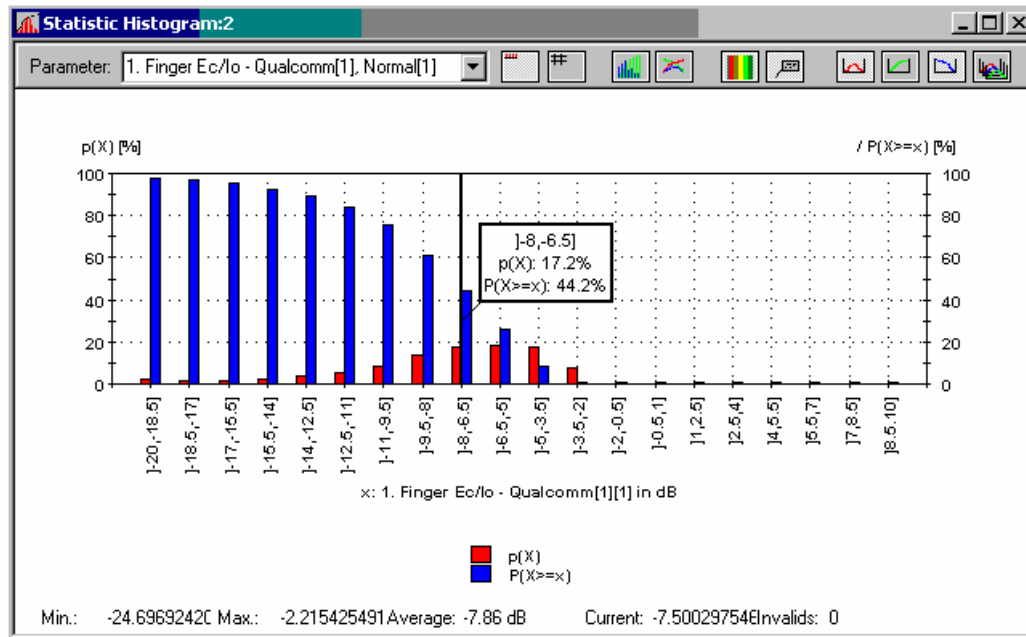 Statistic Histogram:2
Parameter: 1. Finger Ec/Io - Qualcomm[1], Normal[1]
p(X) [%] / P(X>=x) [%]
100 100
80 80
60 60
40 40
20 20
0 0
]-8,-6.5]
p(X): 17.2%
P(X>=x): 44.2%
]-20,-18.5] ]-18.5,-17] ]-17,-15.5] ]-15.5,-14] ]-14,-12.5] ]-12.5,-11] ]-11,-9.5] ]-9.5,-8] ]-8,-6.5] ]-6.5,-5] ]-5,-3.5] ]-3.5,-2] ]-2,-0.5] ]-0.5,1] ]1,2.5] ]2.5,4] ]4,5.5] ]5.5,7] ]7,8.5] ]8.5,10]
x: 1. Finger Ec/Io - Qualcomm[1][1] in dB
p(X)
P(X>=x)
Min.: -24.6969242 Max.: -2.215425491 Average: -7.86 dB Current: -7.50029754 Invalids: 0